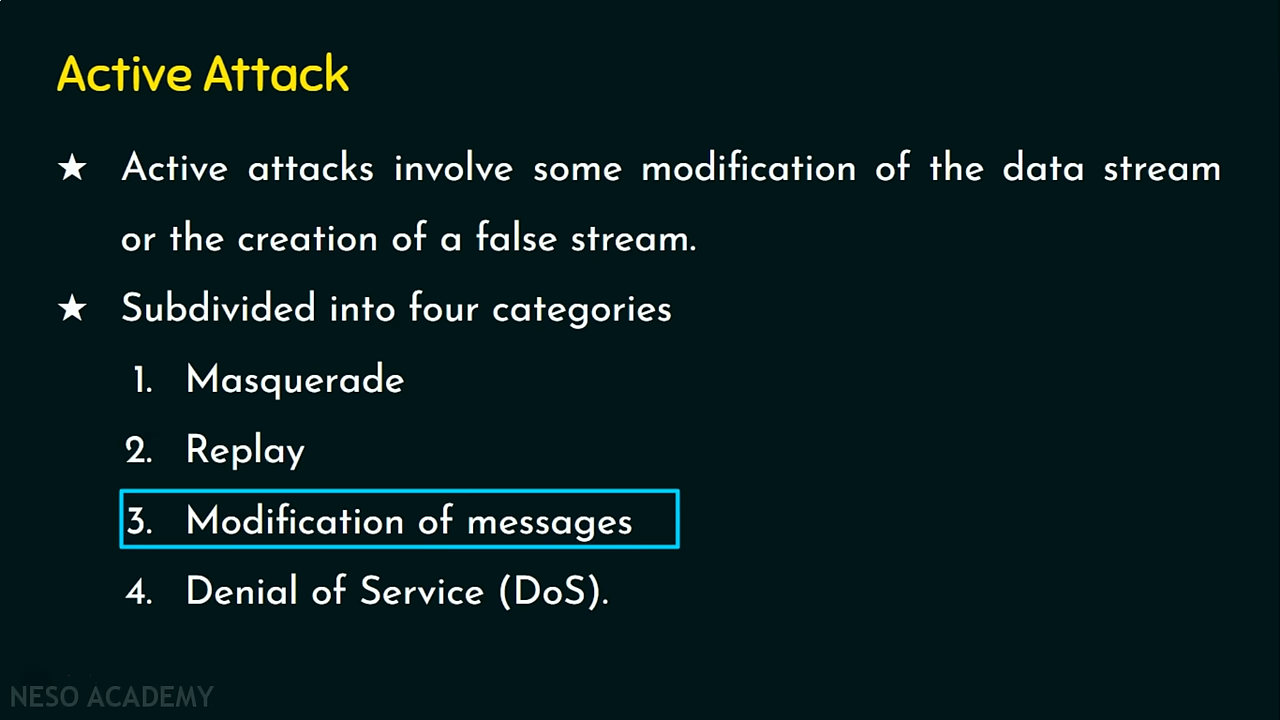 Active Attack
★ Active attacks involve some modification of the data stream
or the creation of a false stream.
★ Subdivided into four categories
1. Masquerade
2. Replay
3. Modification of messages
4. Denial of Service (DoS).
NESO ACADEMY